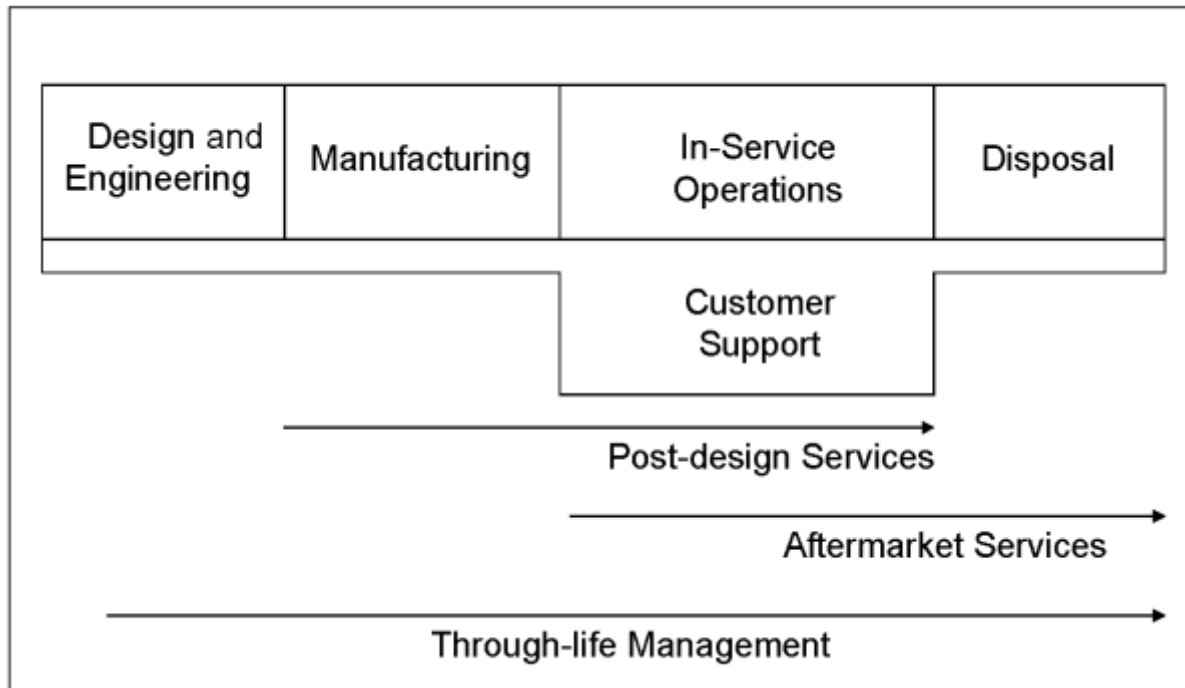 Design and
Engineering
Manufacturing
In-Service
Operations
Disposal
Customer
Support
Post-design Services
Aftermarket Services
Through-life Management